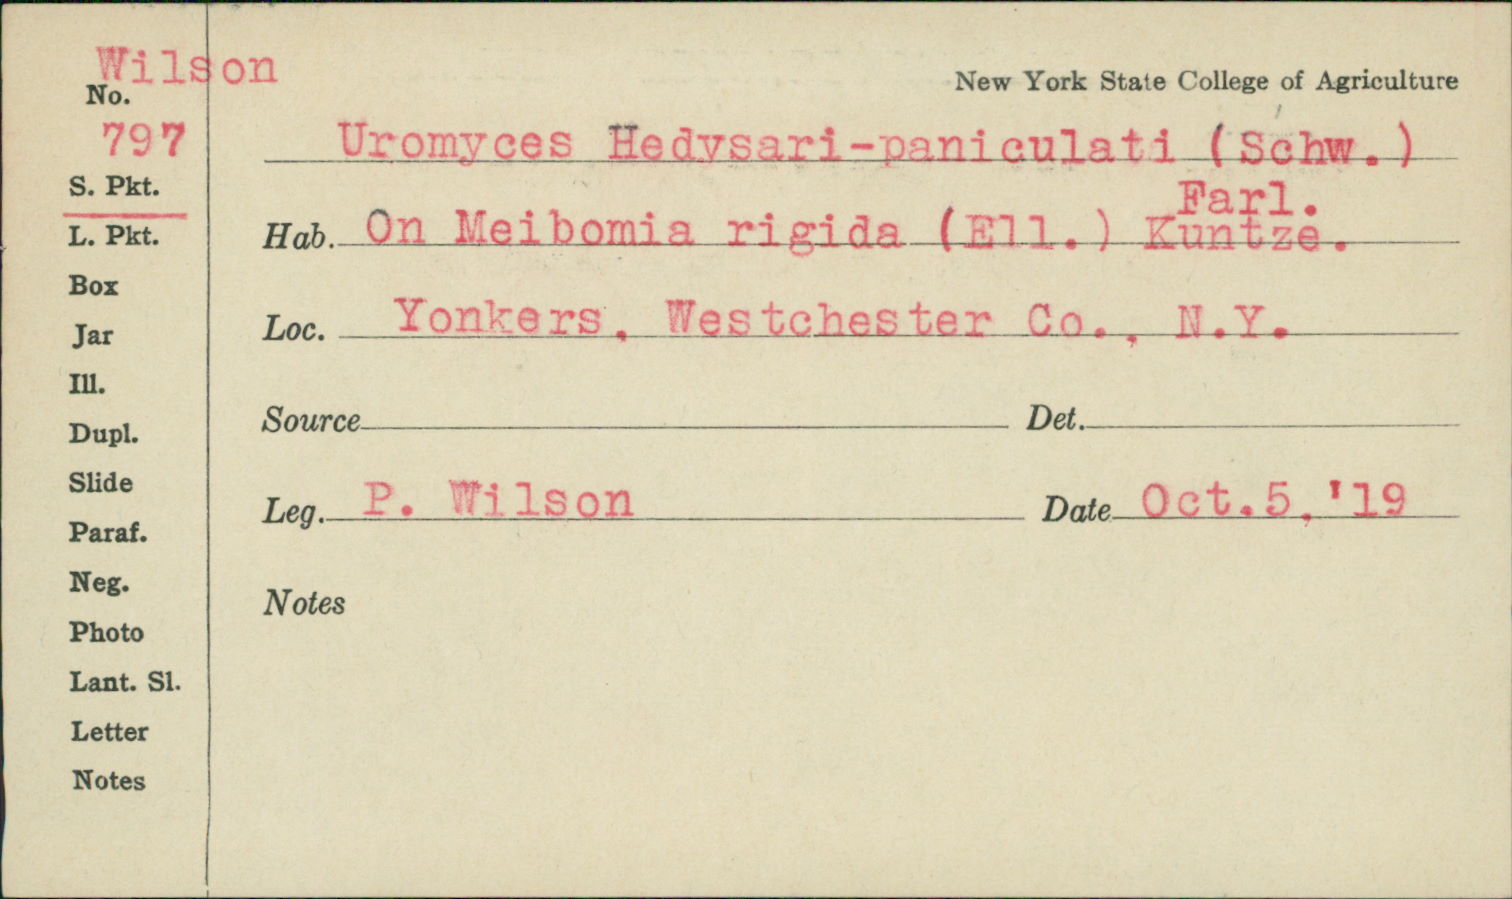 Wilson
No.
797
New York State College of Agriculture
Uromyces Hedysari-paniculati (Schw.)
Farl.
S. Pkt.
L. Pkt.
Box
Jar
Ill.
Dupl.
Slide
Paraf.
Neg.
Photo
Lant. Sl.
Letter
Notes
Hab. On Meibomia rigida (Ell.) Kuntze.
Loc. Yonkers, Westchester Co., N.Y.
Source Det.
Leg. P. Wilson Date Oct.5,'19
Notes